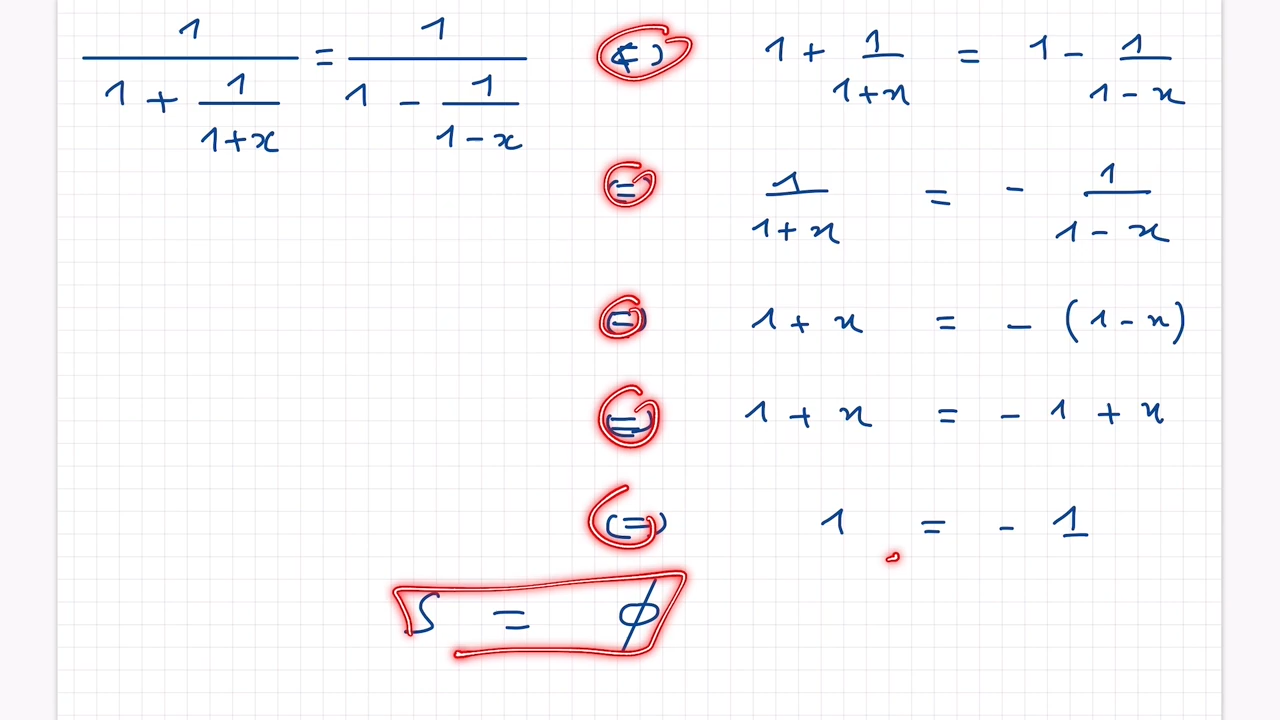 1/(1 + 1/(1+x)) = 1/(1 - 1/(1-x)) (=) 1 + 1/(1+x) = 1 - 1/(1-x)
(=) 1/(1+x) = - 1/(1-x)
(=) 1 + x = - (1-x)
(=) 1 + x = - 1 + x
(=) 1 = - 1
S = ∅